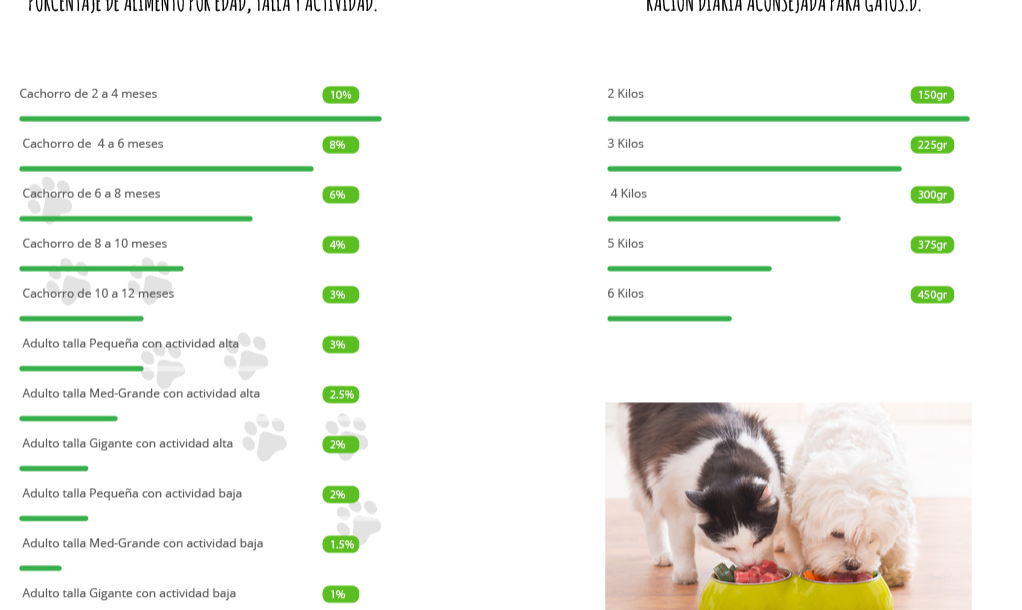 PORCENTAJE DE ALIMENTO POR EDAD, TALLA Y ACTIVIDAD.
Cachorro de 2 a 4 meses 10%
Cachorro de 4 a 6 meses 8%
Cachorro de 6 a 8 meses 6%
Cachorro de 8 a 10 meses 4%
Cachorro de 10 a 12 meses 3%
Adulto talla Pequeña con actividad alta 3%
Adulto talla Med-Grande con actividad alta 2.5%
Adulto talla Gigante con actividad alta 2%
Adulto talla Pequeña con actividad baja 2%
Adulto talla Med-Grande con actividad baja 1.5%
Adulto talla Gigante con actividad baja 1%
RACIÓN DIARIA ACONSEJADA PARA GATOS.D.
2 Kilos 150gr
3 Kilos 225gr
4 Kilos 300gr
5 Kilos 375gr
6 Kilos 450gr